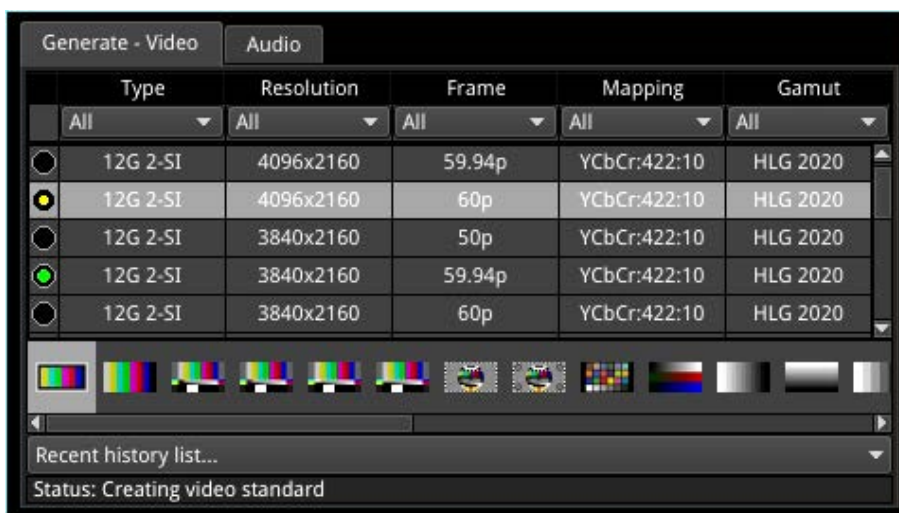 Generate - Video Audio
Type Resolution Frame Mapping Gamut
All All All All All
12G 2-SI 4096x2160 59.94p YCbCr:422:10 HLG 2020
12G 2-SI 4096x2160 60p YCbCr:422:10 HLG 2020
12G 2-SI 3840x2160 50p YCbCr:422:10 HLG 2020
12G 2-SI 3840x2160 59.94p YCbCr:422:10 HLG 2020
12G 2-SI 3840x2160 60p YCbCr:422:10 HLG 2020
Recent history list...
Status: Creating video standard